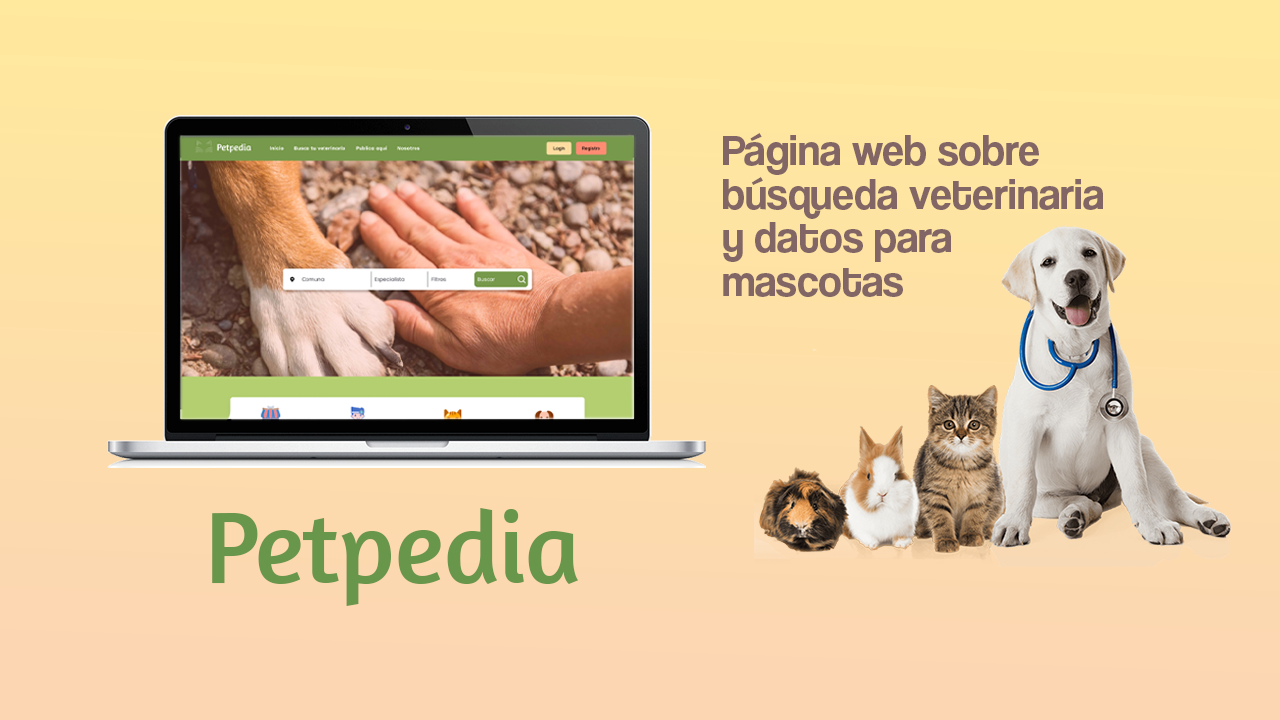 Petpedia
Inicio
Busca tu veterinario
Publica aquí
Nosotros
Login
Registro
Comuna
Especialista
Filtros
Buscar
Página web sobre
búsqueda veterinaria
y datos para
mascotas
Petpedia